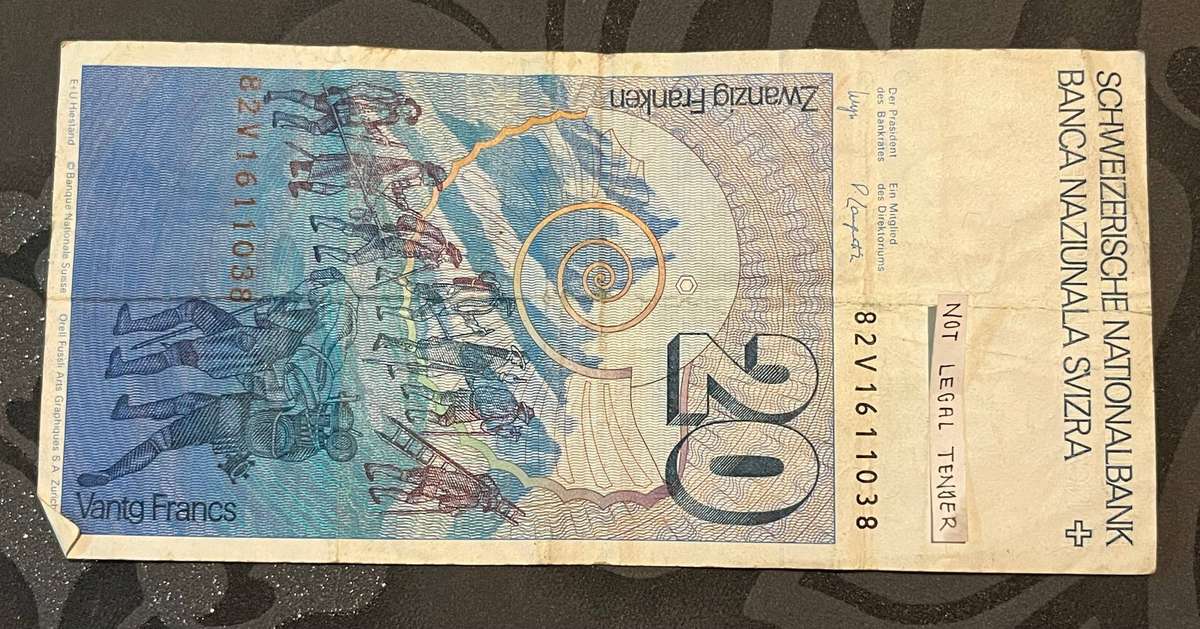 SCHWEIZERISCHE NATIONALBANK
BANCA NAZIUNALA SVIZRA
NOT LEGAL TENDER
Der Präsident
des Bankrates
Ein Mitglied
des Direktoriums
82V1611038
Zwanzig Franken
20
82V1611038
Vantg Francs
E+U Hiestand © Banque Nationale Suisse Orell Füssli Arts Graphiques S A Zurich